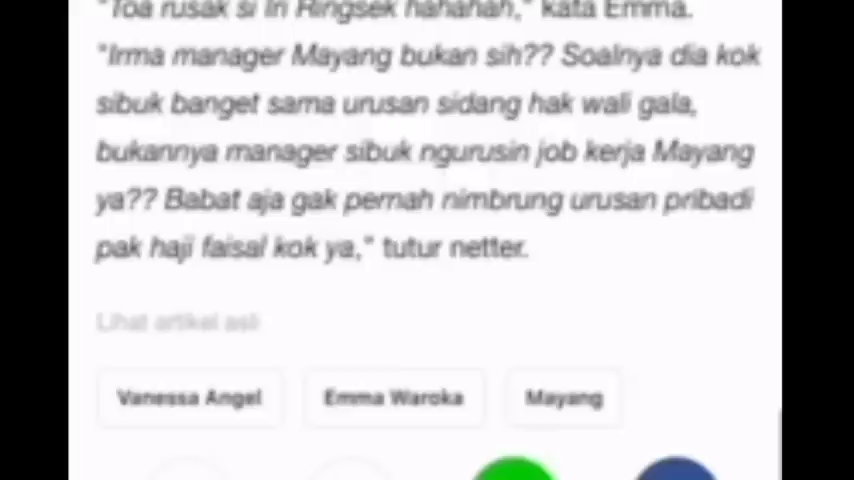 "Toa rusak si In Ringsek hahahah," kata Emma.
"Irma manager Mayang bukan sih?? Soalnya dia kok
sibuk banget sama urusan sidang hak wali gala,
bukannya manager sibuk ngurusin job kerja Mayang
ya?? Babat aja gak pernah nimbrung urusan pribadi
pak haji faisal kok ya," tutur netter.
Lihat artikel asli
Vanessa Angel
Emma Waroka
Mayang